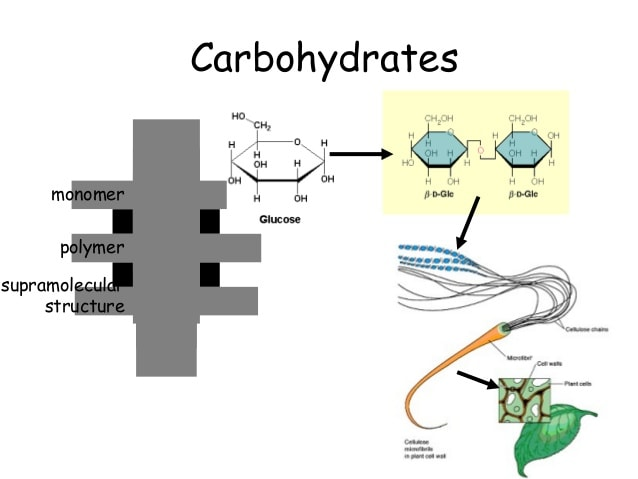 Carbohydrates
monomer
polymer
supramolecular
structure
HO
CH2
H
O
H
H
OH
H
OH
H
OH
H
OH
Glucose
CH2OH
CH2OH
H
O
H
H
O
OH
H
H
OH
H
O
OH
H
H
HO
H
OH
H
OH
β-D-Glc
β-D-Glc
Cellulose chains
Microfibril
Cell walls
Plant cells
Cellulose
microfibrils
in plant cell wall